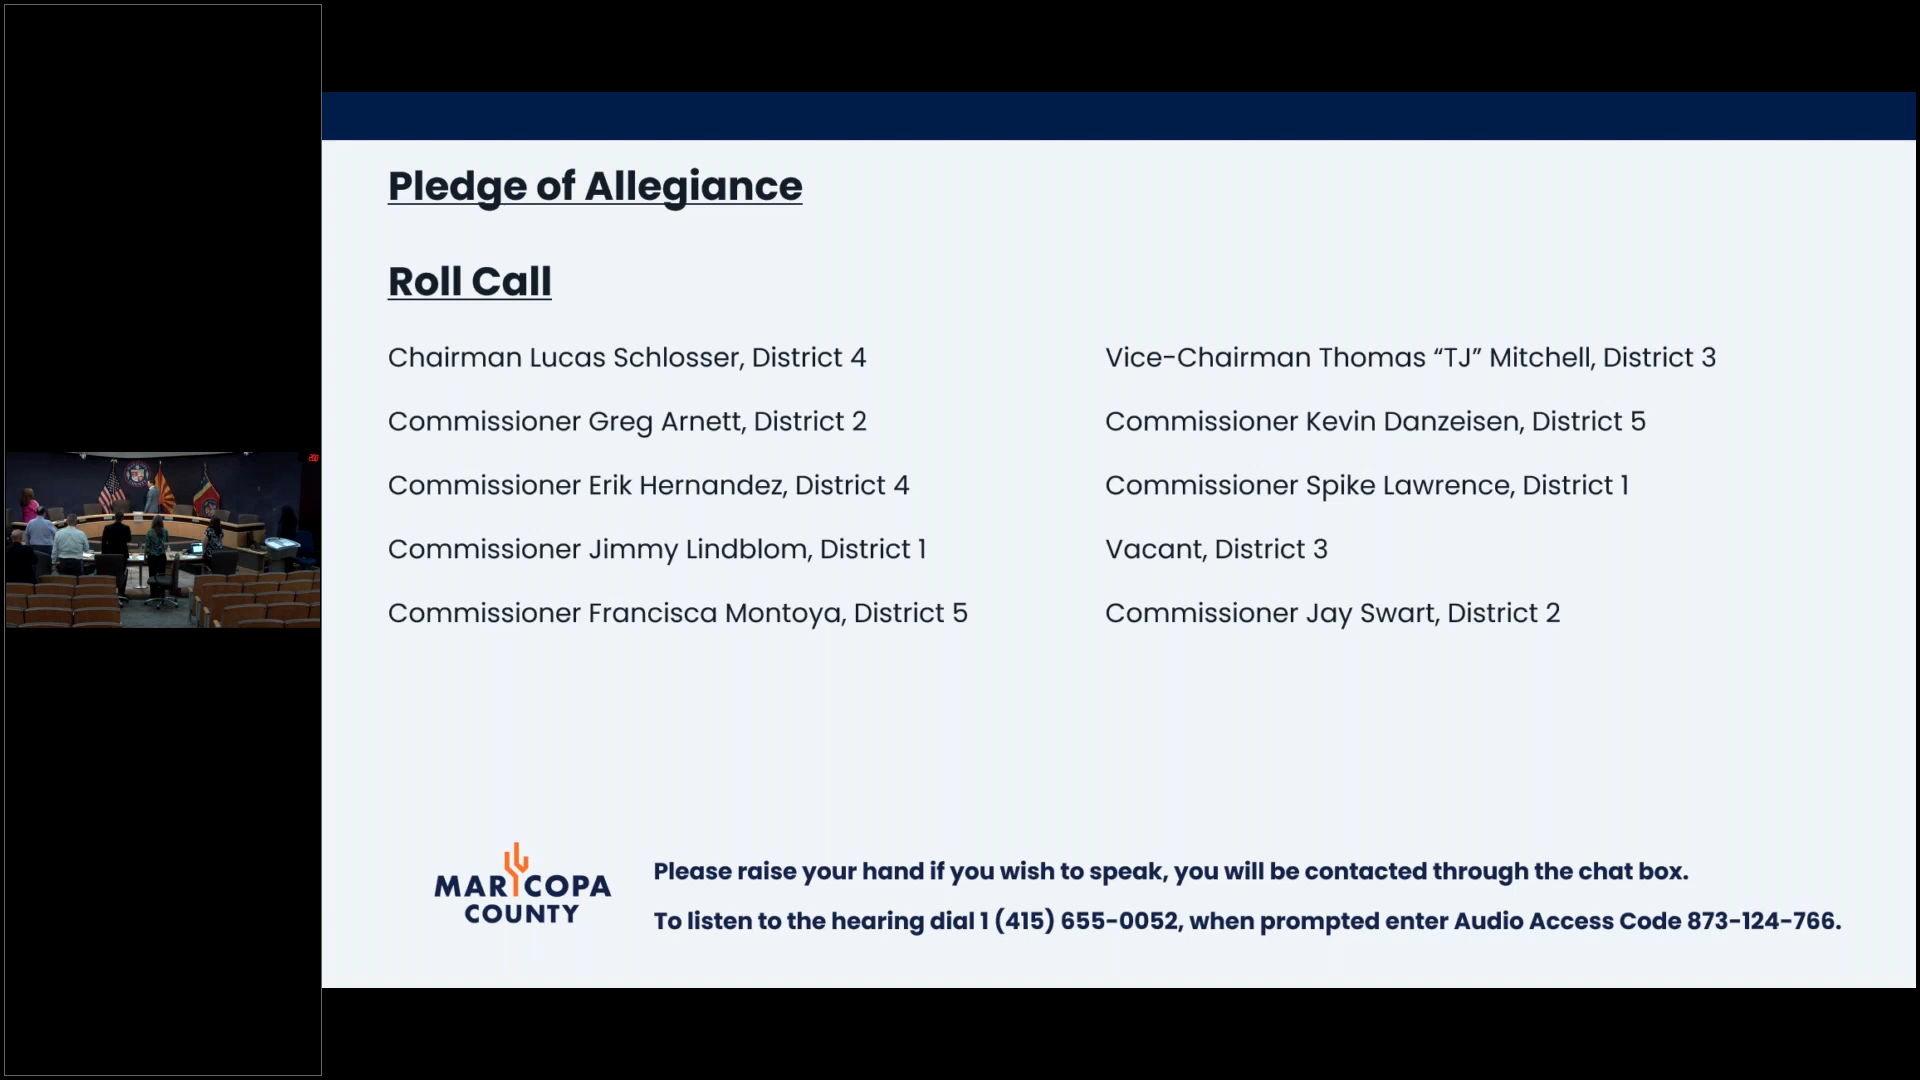 Pledge of Allegiance
Roll Call
Chairman Lucas Schlosser, District 4
Vice-Chairman Thomas “TJ” Mitchell, District 3
Commissioner Greg Arnett, District 2
Commissioner Kevin Danzeisen, District 5
Commissioner Erik Hernandez, District 4
Commissioner Spike Lawrence, District 1
Commissioner Jimmy Lindblom, District 1
Vacant, District 3
Commissioner Francisca Montoya, District 5
Commissioner Jay Swart, District 2
MARICOPA
COUNTY
Please raise your hand if you wish to speak, you will be contacted through the chat box.
To listen to the hearing dial 1 (415) 655-0052, when prompted enter Audio Access Code 873-124-766.